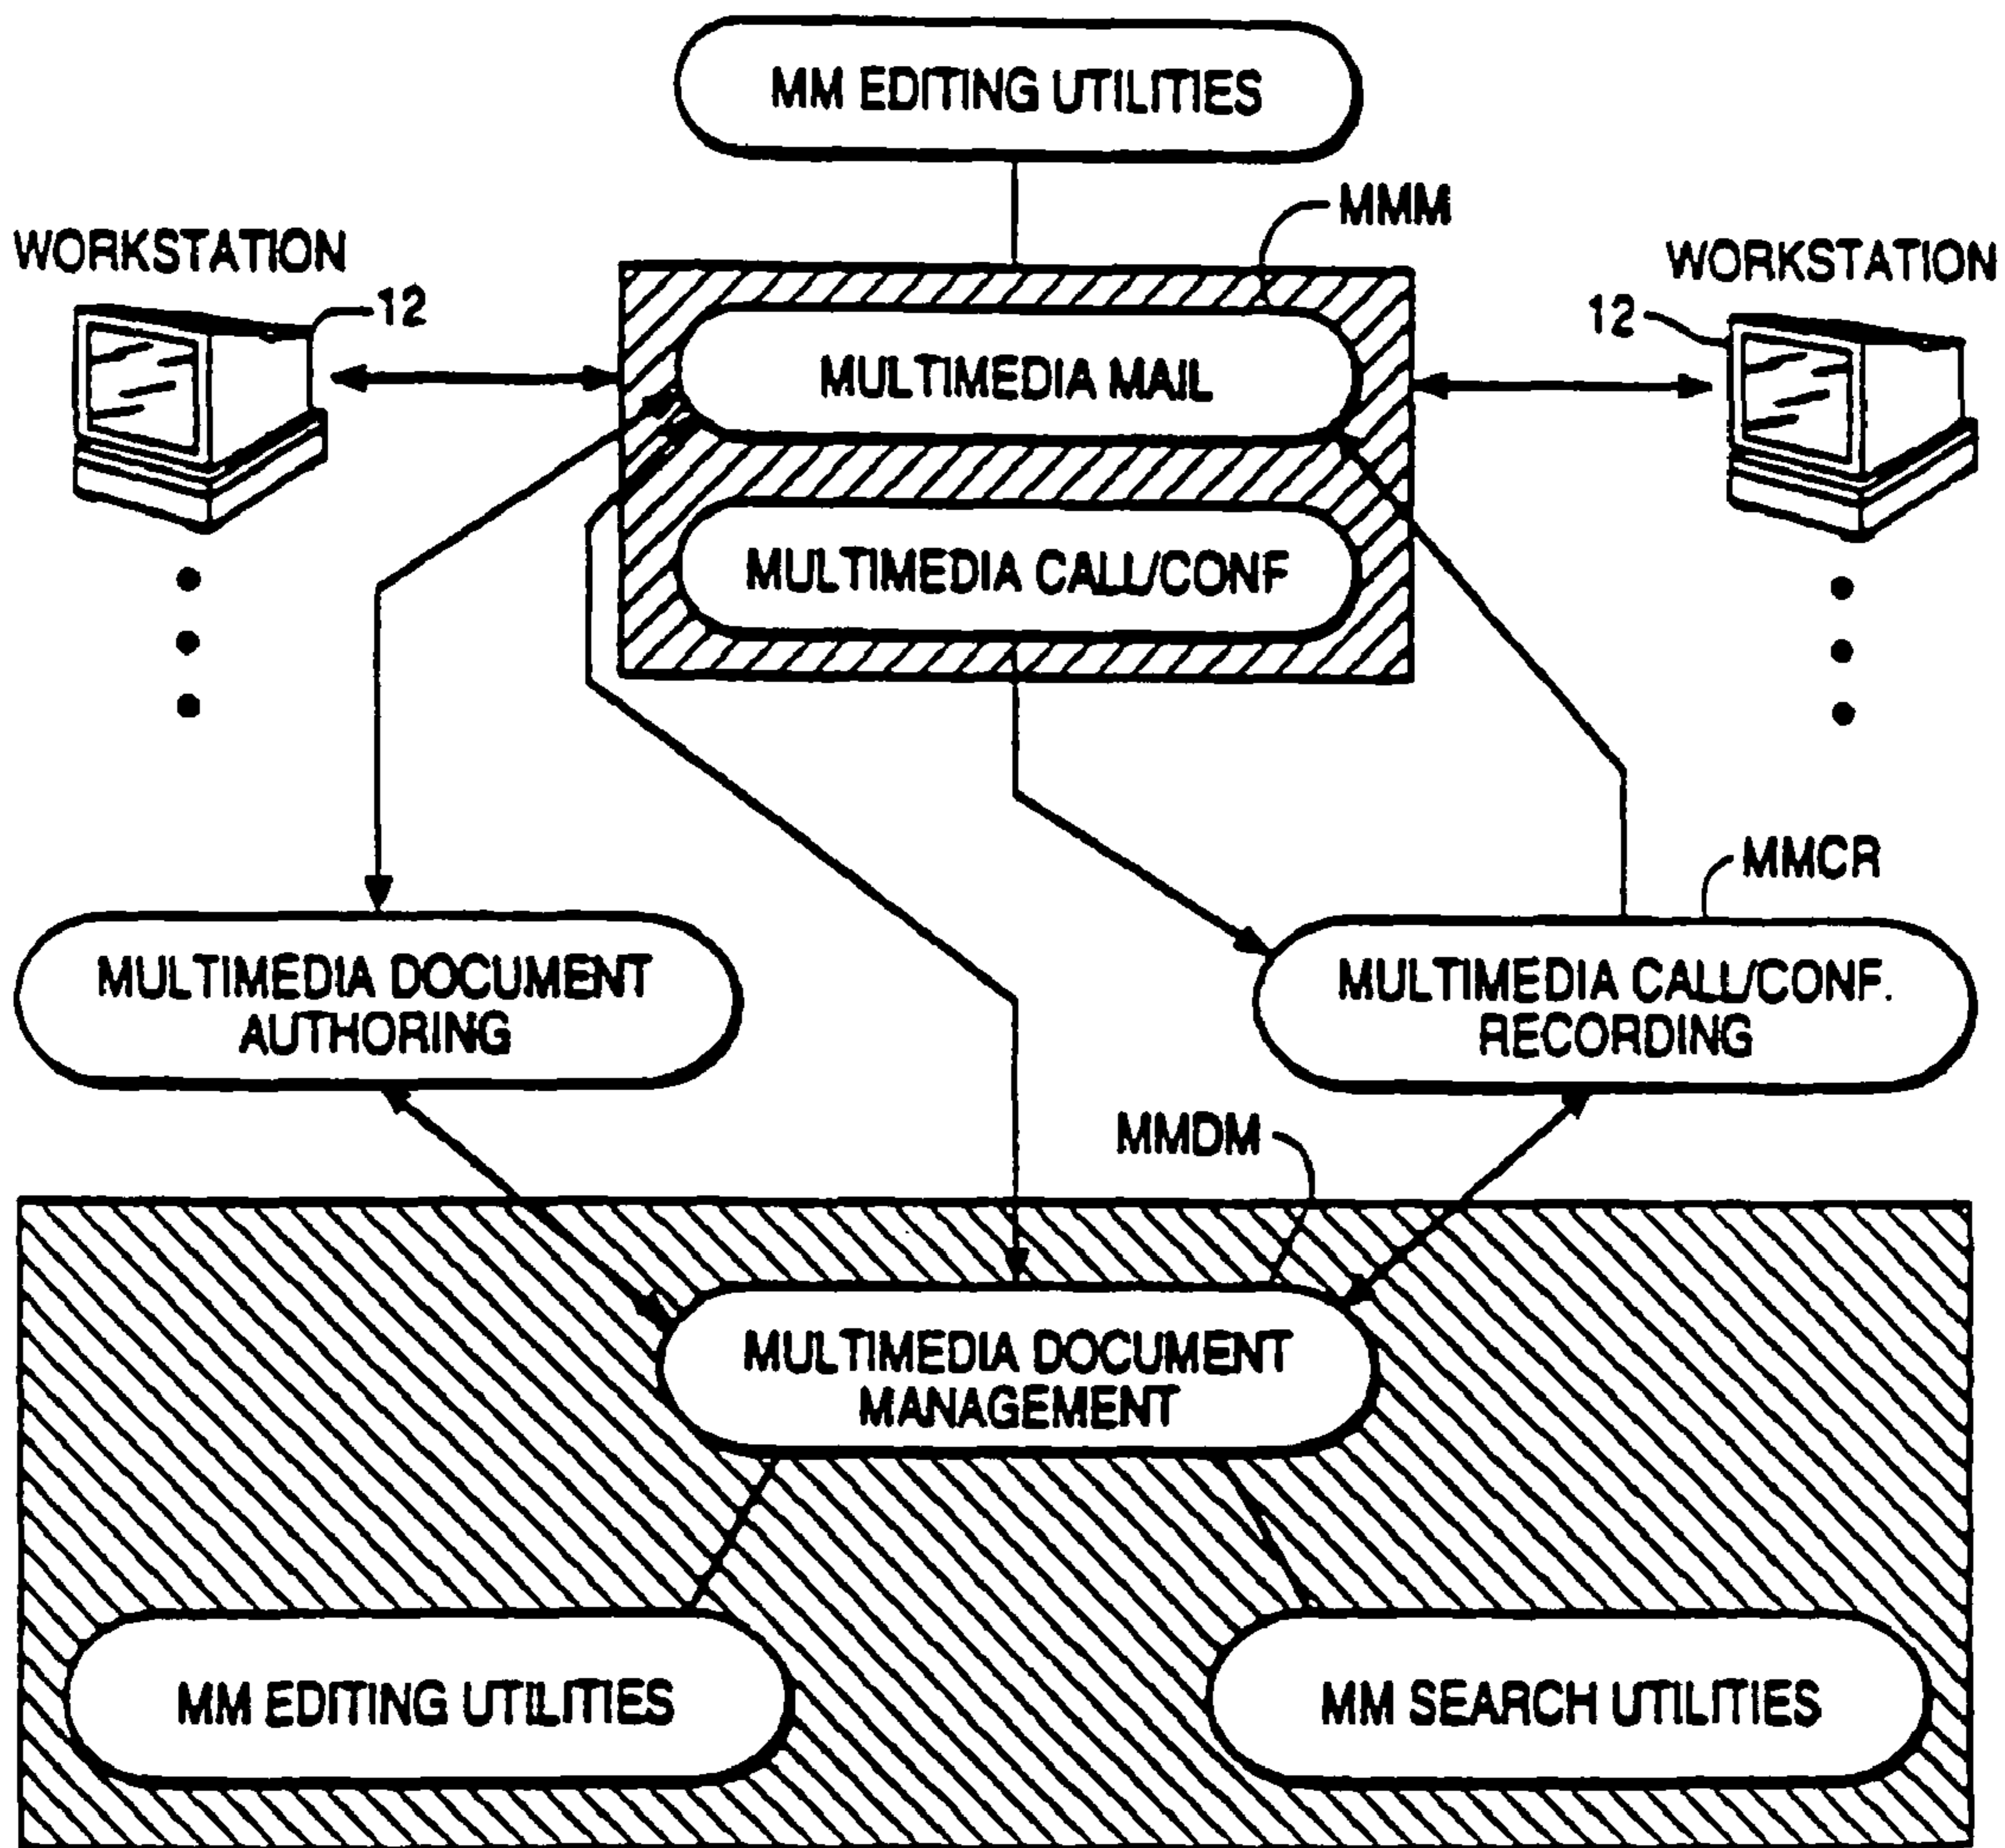 MM EDITING UTILITIES
MMM
WORKSTATION
WORKSTATION
12
12
MULTIMEDIA MAIL
MULTIMEDIA CALL/CONF
MMCR
MULTIMEDIA DOCUMENT
AUTHORING
MULTIMEDIA CALL/CONF.
RECORDING
MMDM
MULTIMEDIA DOCUMENT
MANAGEMENT
MM EDITING UTILITIES
MM SEARCH UTILITIES